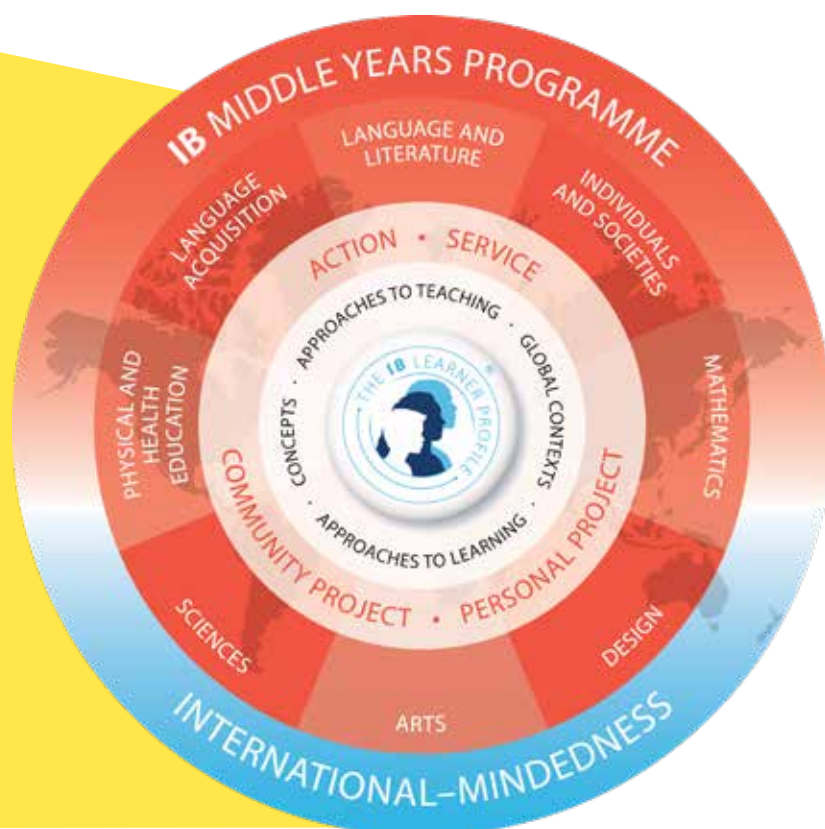 IB MIDDLE YEARS PROGRAMME
LANGUAGE AND
LITERATURE
INDIVIDUALS
AND SOCIETIES
MATHEMATICS
DESIGN
ARTS
SCIENCES
PHYSICAL AND
HEALTH
EDUCATION
LANGUAGE
ACQUISITION
ACTION • SERVICE
COMMUNITY PROJECT • PERSONAL PROJECT
APPROACHES TO TEACHING · GLOBAL CONTEXTS ·
APPROACHES TO LEARNING · CONCEPTS ·
THE IB LEARNER PROFILE
®
INTERNATIONAL–MINDEDNESS